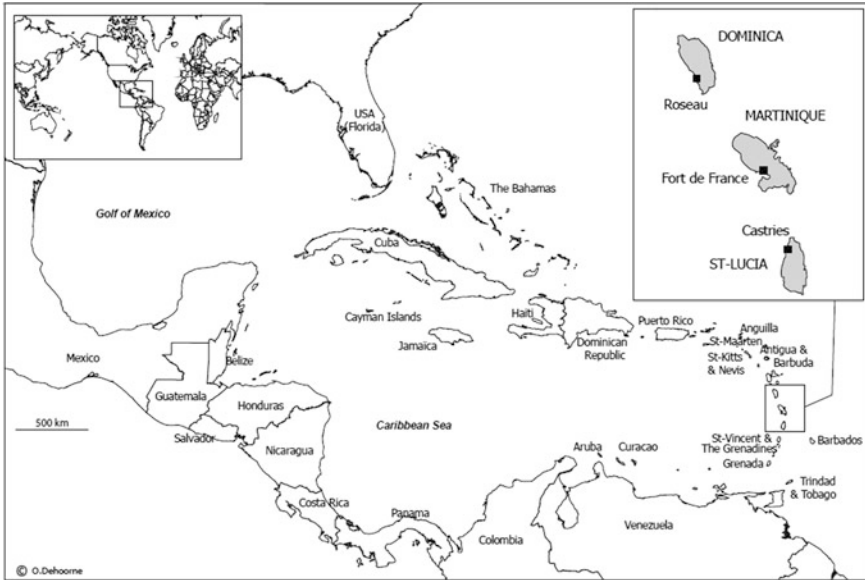 DOMINICA
Roseau
MARTINIQUE
Fort de France
Castries
ST-LUCIA
USA
(Florida)
The Bahamas
Golf of Mexico
Cuba
Cayman Islands
Jamaica
Haiti
Dominican
Republic
Puerto Rico
Anguilla
St-Maarten
St-Kitts
& Nevis
Antigua &
Barbuda
Mexico
Belize
Guatemala
Honduras
500 km
Salvador
Nicaragua
Caribbean Sea
St-Vincent &
The Grenadines
Grenada
Barbados
Aruba
Curacao
Trinidad
& Tobago
Costa Rica
Panama
Colombia
Venezuela
© O.Dehoorne